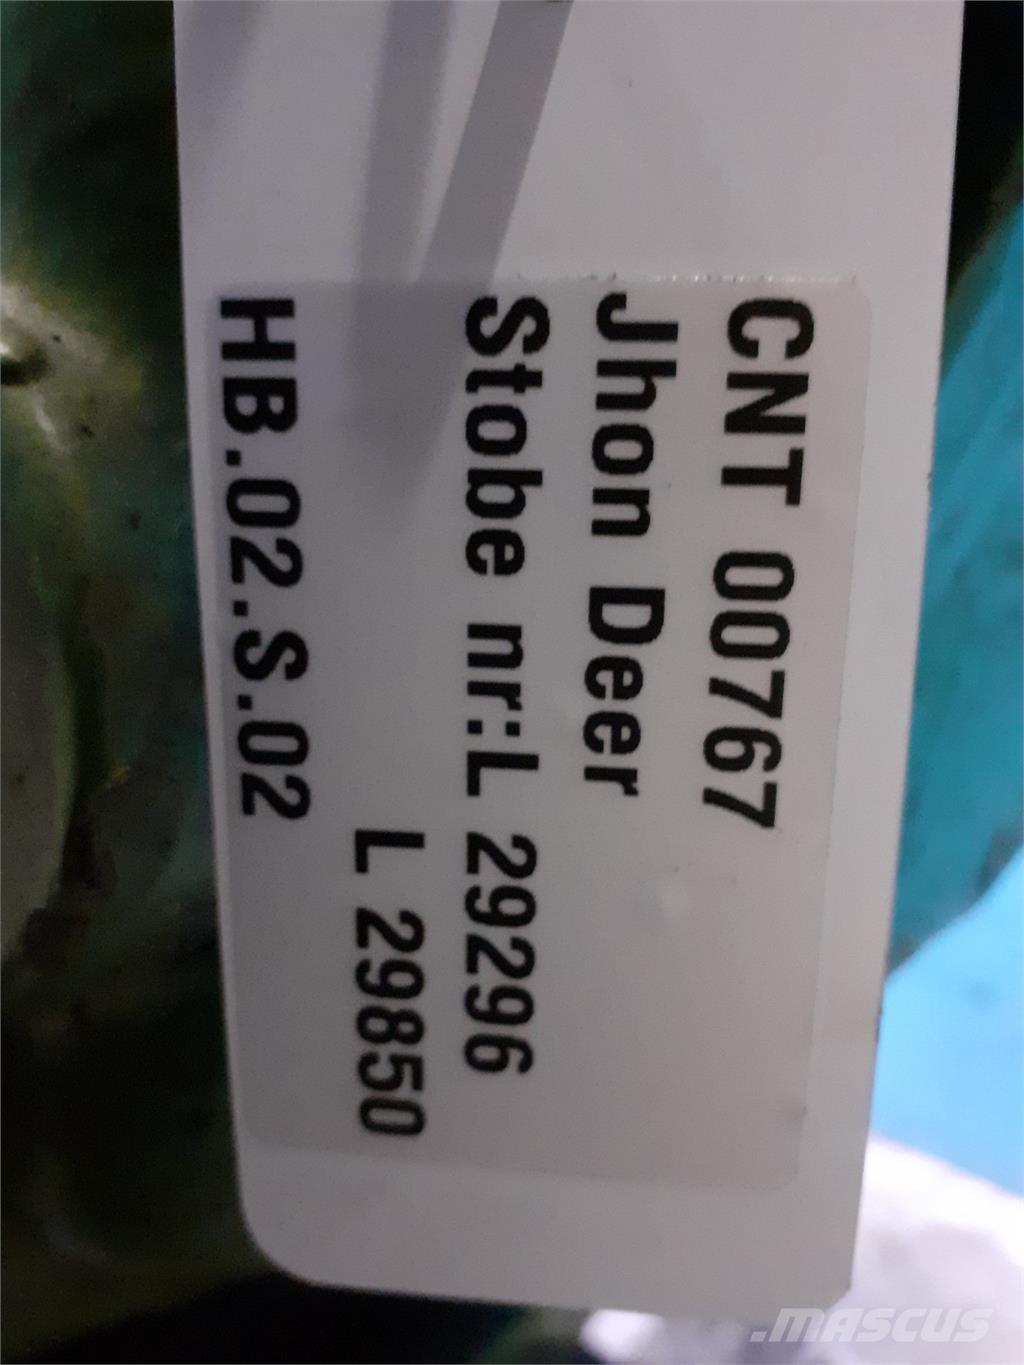 CNT 00767
Jhon Deer
Stobe nr:L 29296
L 29850
HB.02.S.02
.MASCUS